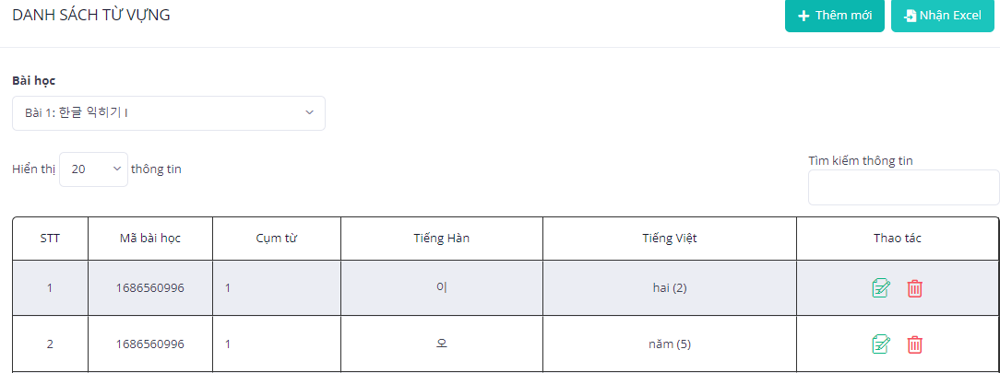 DANH SÁCH TỪ VỰNG
Thêm mới
Nhận Excel
Bài học
Bài 1: 한글 익히기 I
Hiển thị 20 thông tin
Tìm kiếm thông tin
STT Mã bài học Cụm từ Tiếng Hàn Tiếng Việt Thao tác
1 1686560996 1 이 hai (2)
2 1686560996 1 오 năm (5)